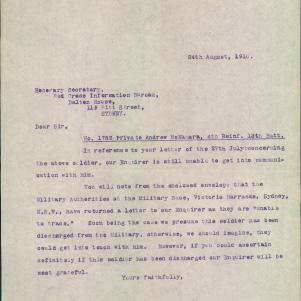 24th August, 1916.
Honorary Secretary,
Red Cross Information Bureau,
Dalton House,
115 Pitt Street,
SYDNEY.
Dear Sir,
No. 1752 Private Andrew McNamara, 4th Reinf. 13th Batt.
In reference to your letter of the 27th July concerning
the above soldier, our Enquirer is still unable to get into commun-
ication with him.
You will note from the enclosed envelope that the
Military Authorities at the Military Base, Victoria Barracks, Sydney,
N.S.W., have returned a letter to our Enquirer as they are "unable
to trace." Such being the case we presume this soldier has been
discharged from the Military, otherwise, we should imagine, they
could get into touch with him. However, if you could ascertain
definitely if this soldier has been discharged our Enquirer will be
most grateful.
Yours faithfully,